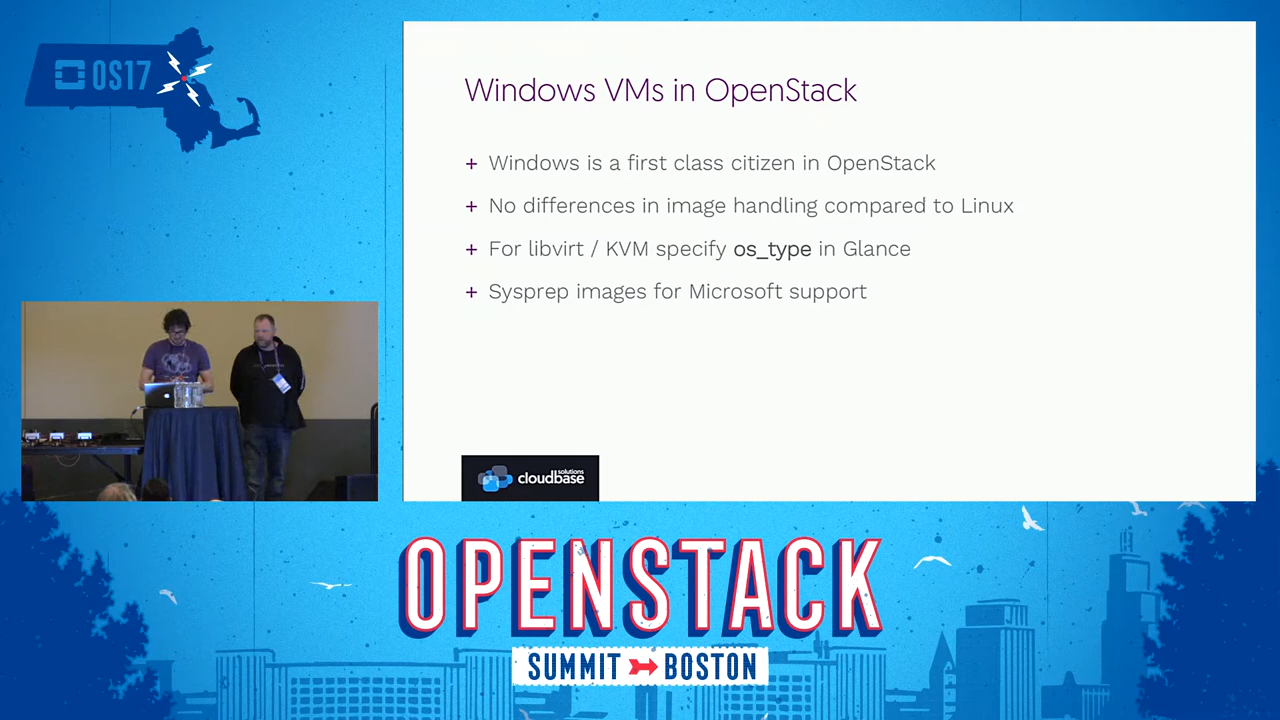 OS17
Windows VMs in OpenStack
+ Windows is a first class citizen in OpenStack
+ No differences in image handling compared to Linux
+ For libvirt / KVM specify os_type in Glance
+ Sysprep images for Microsoft support
solutions
cloudbase
OPENSTACK
SUMMIT BOSTON